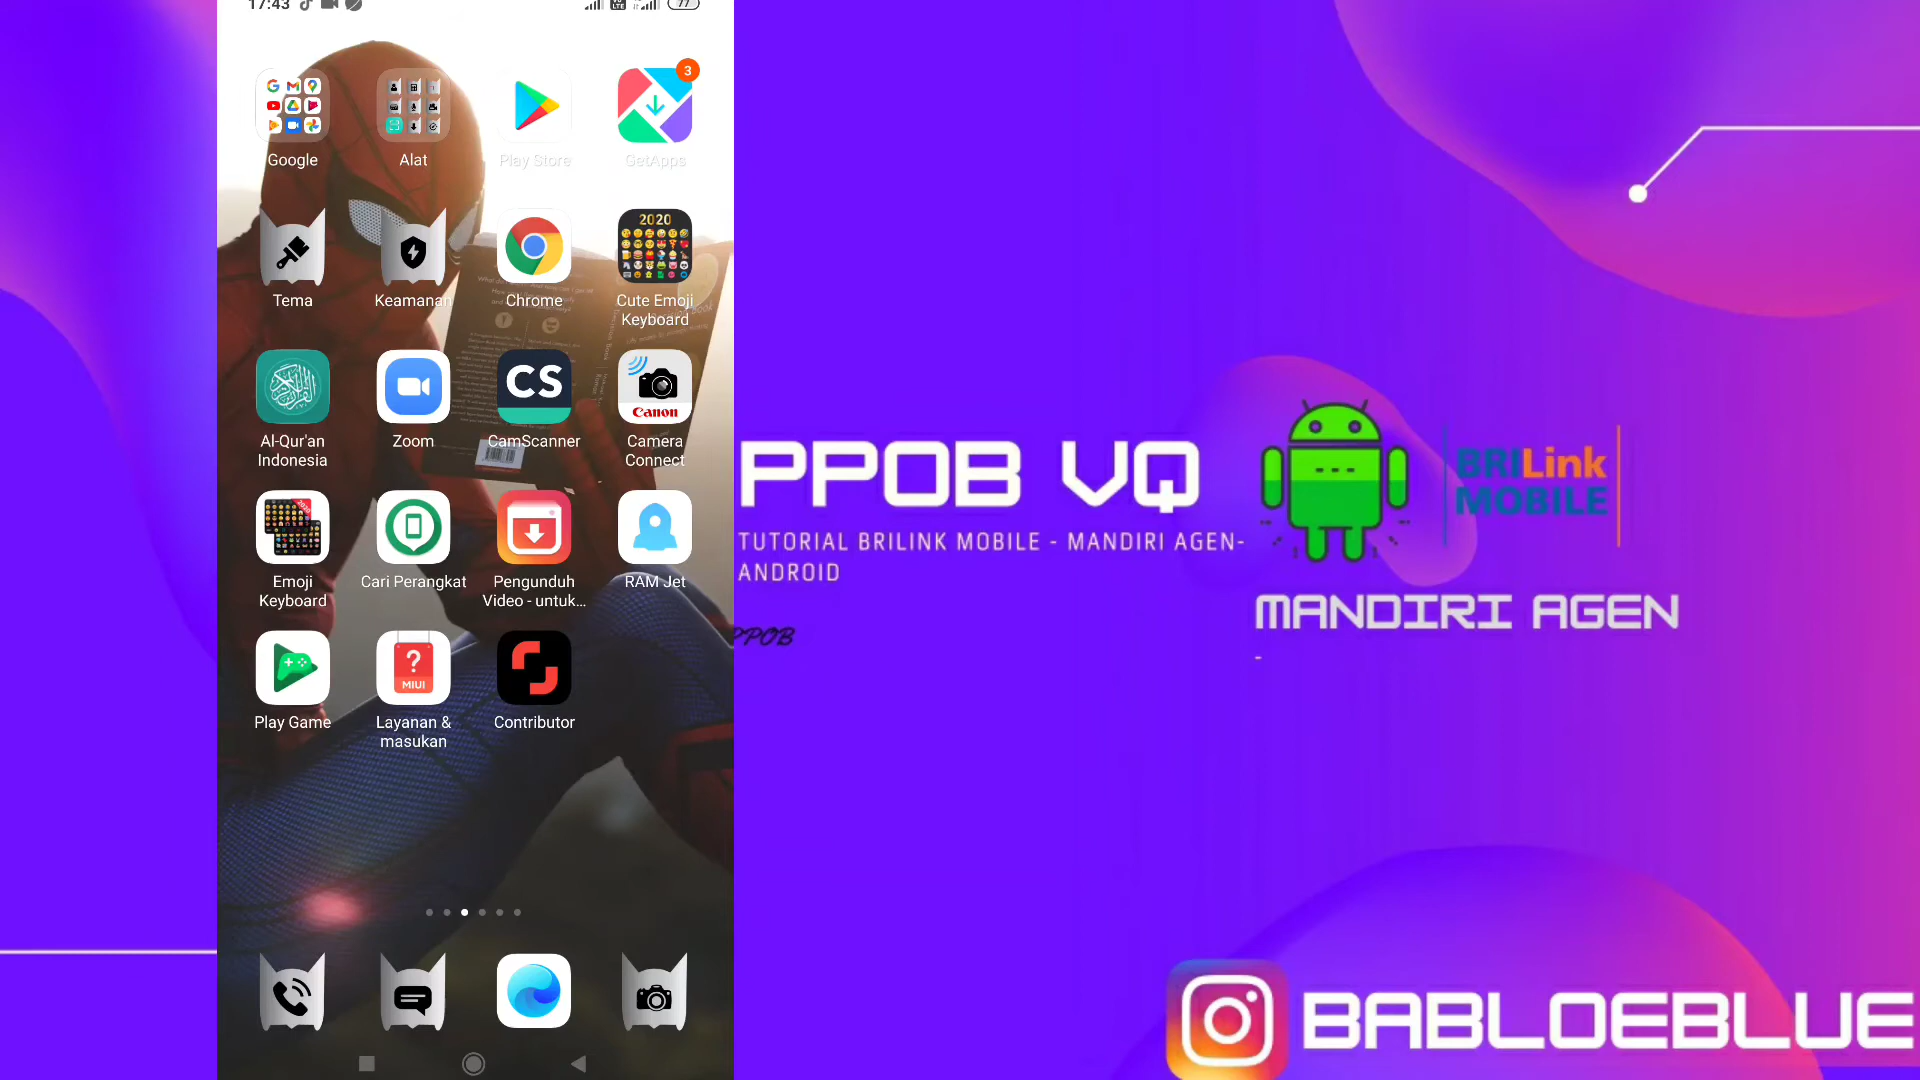 17:43
77
3
Google
Alat
Play Store
GetApps
2020
Tema
Keamanan
Chrome
Cute Emoji
Keyboard
CS
Canon
Al-Qur'an
Indonesia
Zoom
CamScanner
Camera
Connect
Emoji
Keyboard
Cari Perangkat
Pengunduh
Video - untuk...
RAM Jet
?
MIUI
Play Game
Layanan &
masukan
Contributor
PPOB VQ
TUTORIAL BRILINK MOBILE - MANDIRI AGEN-
ANDROID
PPOB
BRILink
MOBILE
MANDIRI AGEN
-
BABLOEBLUE